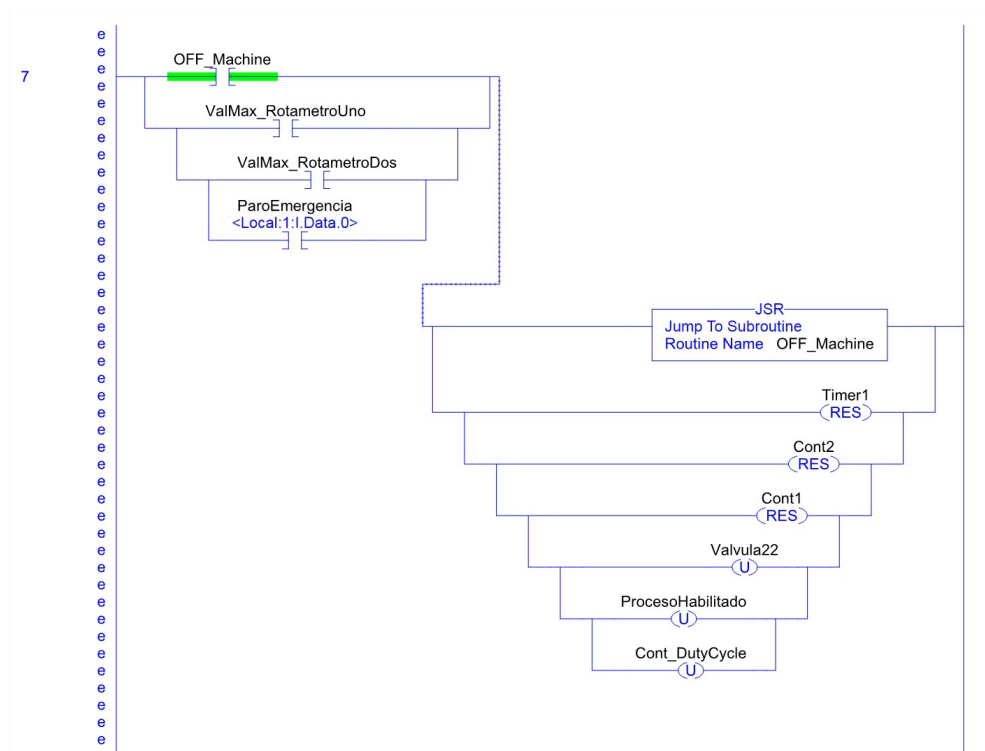 e
e
OFF_Machine
7
e
e
e
ValMax_RotametroUno
e
e
e
ValMax_RotametroDos
e
e
ParoEmergencia
e
<Local:1:I.Data.0>
e
e
e
e
e
e
JSR
e
Jump To Subroutine
e
Routine Name OFF_Machine
e
e
e
Timer1
e
RES
e
e
Cont2
e
RES
e
e
Cont1
e
RES
e
e
Valvula22
e
U
e
e
ProcesoHabilitado
e
U
e
e
Cont_DutyCycle
e
U
e
e
e
e